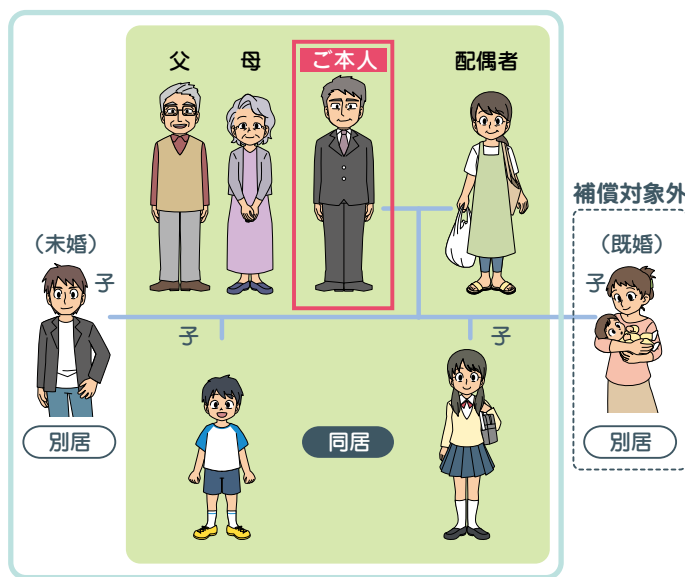 父
母
ご本人
配偶者
補償対象外
(未婚)
子
(既婚)
子
子
子
別居
同居
別居